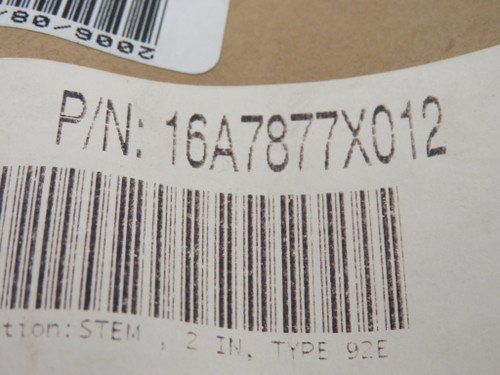 2006-08/
P/N: 16A7877X012
tion: STEM , 2 IN, TYPE 92E